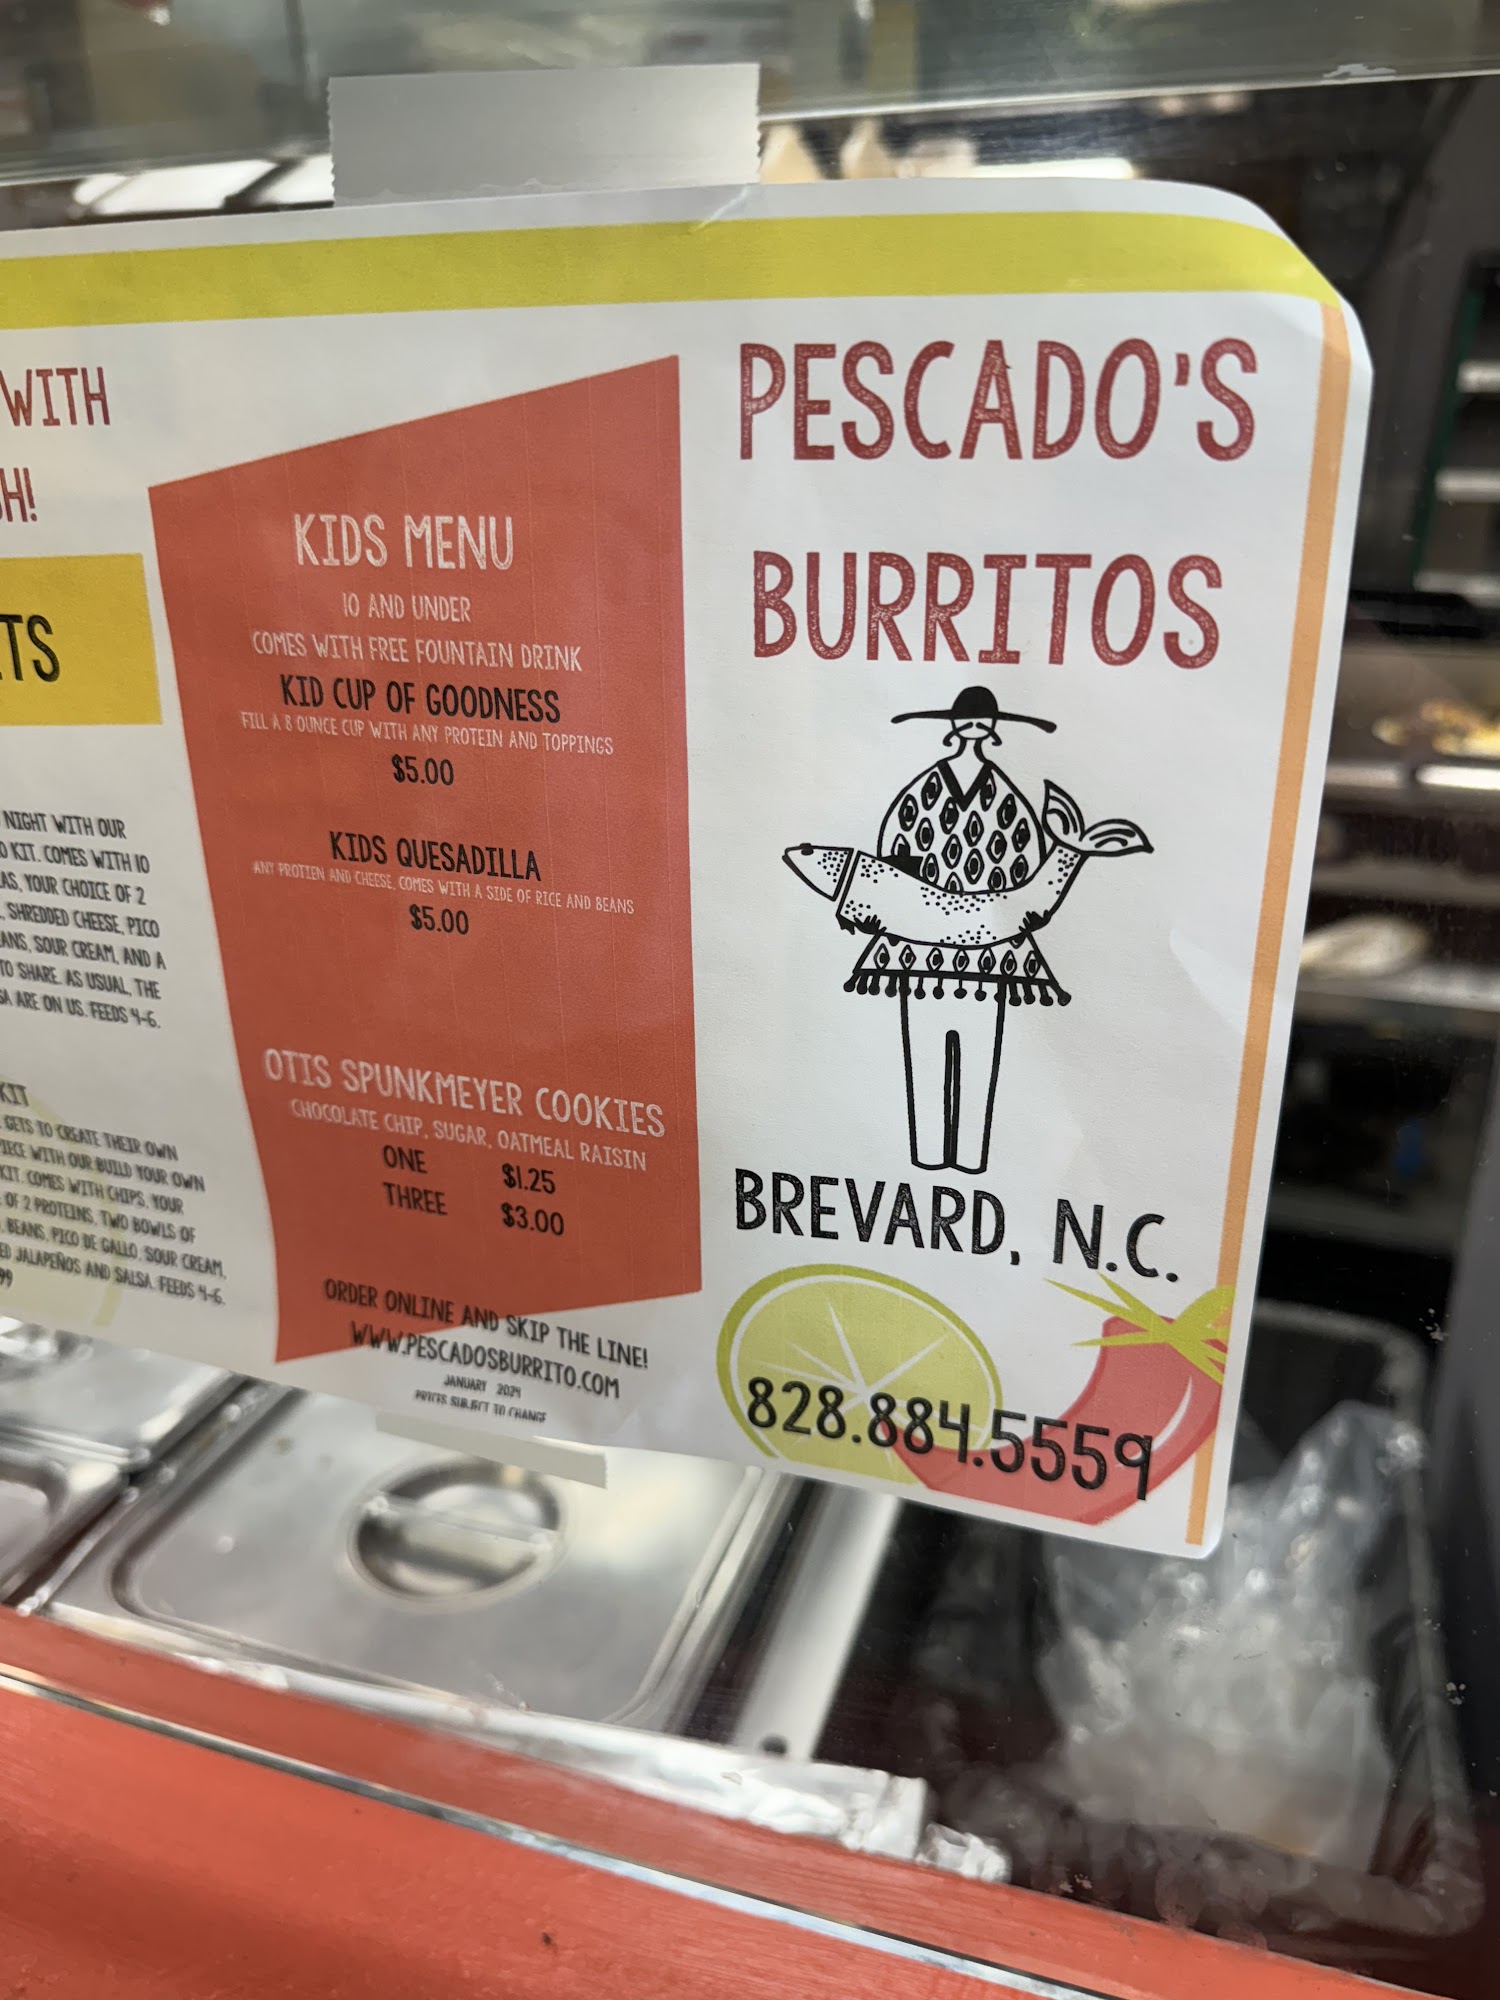 WITH
H!
TS
NIGHT WITH OUR
KIT. COMES WITH 10
AS, YOUR CHOICE OF 2
, SHREDDED CHEESE, PICO
ANS, SOUR CREAM, AND A
TO SHARE. AS USUAL, THE
SA ARE ON US. FEEDS 4-6.
KIT
GETS TO CREATE THEIR OWN
IECE WITH OUR BUILD YOUR OWN
KIT. COMES WITH CHIPS, YOUR
OF 2 PROTEINS, TWO BOWLS OF
BEANS, PICO DE GALLO, SOUR CREAM,
ED JALAPEÑOS AND SALSA. FEEDS 4-6.
99
KIDS MENU
10 AND UNDER
COMES WITH FREE FOUNTAIN DRINK
KID CUP OF GOODNESS
FILL A 8 OUNCE CUP WITH ANY PROTEIN AND TOPPINGS
$5.00
KIDS QUESADILLA
ANY PROTIEN AND CHEESE, COMES WITH A SIDE OF RICE AND BEANS
$5.00
OTIS SPUNKMEYER COOKIES
CHOCOLATE CHIP, SUGAR, OATMEAL RAISIN
ONE $1.25
THREE $3.00
ORDER ONLINE AND SKIP THE LINE!
WWW.PESCADOSBURRITO.COM
JANUARY 2024
PRICES SUBJECT TO CHANGE
PESCADO'S
BURRITOS
BREVARD, N.C.
828.884.5559